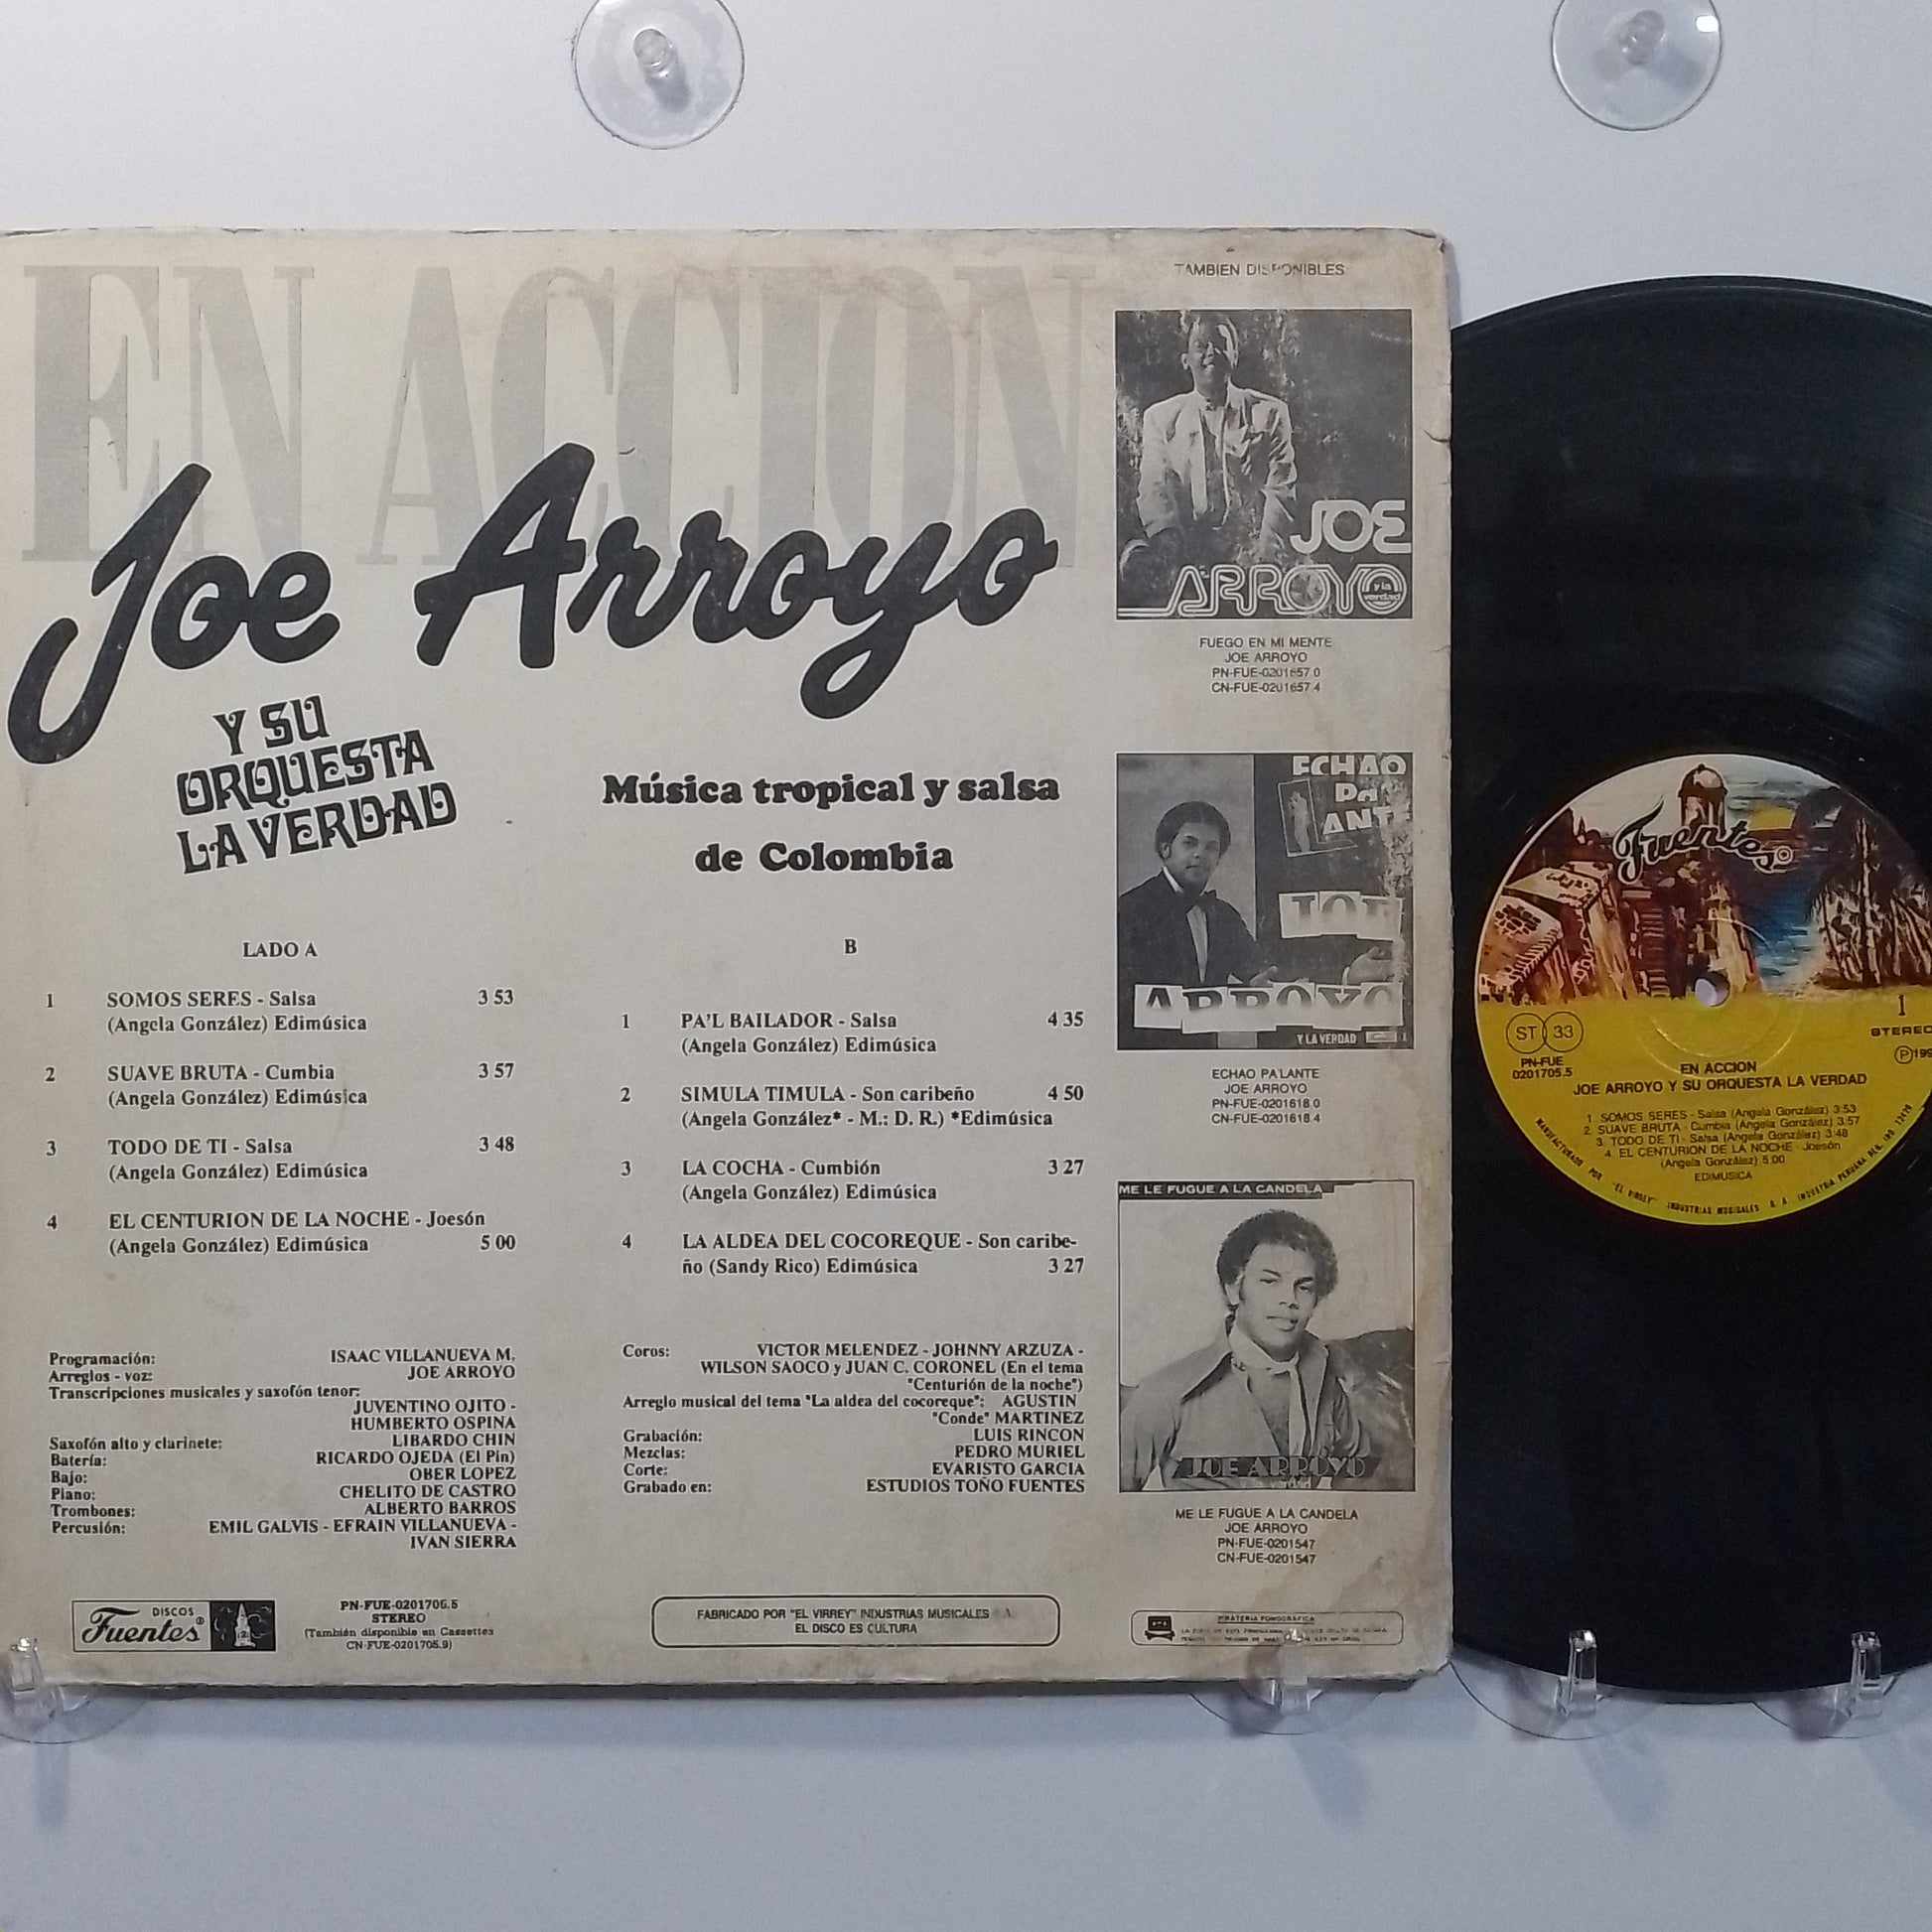 EN ACCION
Joe Arroyo
Y SU
ORQUESTA
LA VERDAD
Música tropical y salsa
de Colombia
LADO A
1 SOMOS SERES - Salsa 3 53
(Angela González) Edimúsica
2 SUAVE BRUTA - Cumbia 3 57
(Angela González) Edimúsica
3 TODO DE TI - Salsa 3 48
(Angela González) Edimúsica
4 EL CENTURION DE LA NOCHE - Joesón
(Angela González) Edimúsica 5 00
B
1 PA'L BAILADOR - Salsa 4 35
(Angela González) Edimúsica
2 SIMULA TIMULA - Son caribeño 4 50
(Angela González* - M.: D. R.) *Edimúsica
3 LA COCHA - Cumbión 3 27
(Angela González) Edimúsica
4 LA ALDEA DEL COCOREQUE - Son caribe-
ño (Sandy Rico) Edimúsica 3 27
Programación: ISAAC VILLANUEVA M.
Arreglos - voz: JOE ARROYO
Transcripciones musicales y saxofón tenor:
JUVENTINO OJITO -
HUMBERTO OSPINA
Saxofón alto y clarinete: LIBARDO CHIN
Batería: RICARDO OJEDA (El Pin)
Bajo: OBER LOPEZ
Piano: CHELITO DE CASTRO
Trombones: ALBERTO BARROS
Percusión: EMIL GALVIS - EFRAIN VILLANUEVA -
IVAN SIERRA
Coros: VICTOR MELENDEZ - JOHNNY ARZUZA -
WILSON SAOCO y JUAN C. CORONEL (En el tema
"Centurión de la noche")
Arreglo musical del tema "La aldea del cocoreque": AGUSTIN
"Conde" MARTINEZ
Grabación: LUIS RINCON
Mezclas: PEDRO MURIEL
Corte: EVARISTO GARCIA
Grabado en: ESTUDIOS TOÑO FUENTES
DISCOS
Fuentes®
PN-FUE-0201705.5
STEREO
(También disponible en Cassettes
CN-FUE-0201705.9)
FABRICADO POR "EL VIRREY" INDUSTRIAS MUSICALES
EL DISCO ES CULTURA
TAMBIEN DISPONIBLES
JOE
ARROYO
y la
verdad
FUEGO EN MI MENTE
JOE ARROYO
PN-FUE-0201657 0
CN-FUE-0201657 4
ECHAO
Pa'
ANTE
JOE
ARROYO
Y LA VERDAD
ECHAO PA'LANTE
JOE ARROYO
PN-FUE-0201618.0
CN-FUE-0201618.4
ME LE FUGUE A LA CANDELA
JOE ARROYO
ME LE FUGUE A LA CANDELA
JOE ARROYO
PN-FUE-0201547
CN-FUE-0201547
PIRATERIA FONOGRAFICA
Fuentes®
ST 33
PN-FUE
0201705.5
1
STEREO
Ⓟ199
EN ACCION
JOE ARROYO Y SU ORQUESTA LA VERDAD
1. SOMOS SERES - Salsa (Angela González) 3:53
2. SUAVE BRUTA - Cumbia (Angela González) 3:57
3. TODO DE TI - Salsa (Angela González) 3:48
4. EL CENTURION DE LA NOCHE - Joesón
(Angela González) 5:00
EDIMUSICA
MANUFACTURADO POR "EL VIRREY" INDUSTRIAS MUSICALES S. A. INDUSTRIA PERUANA REG. IND.